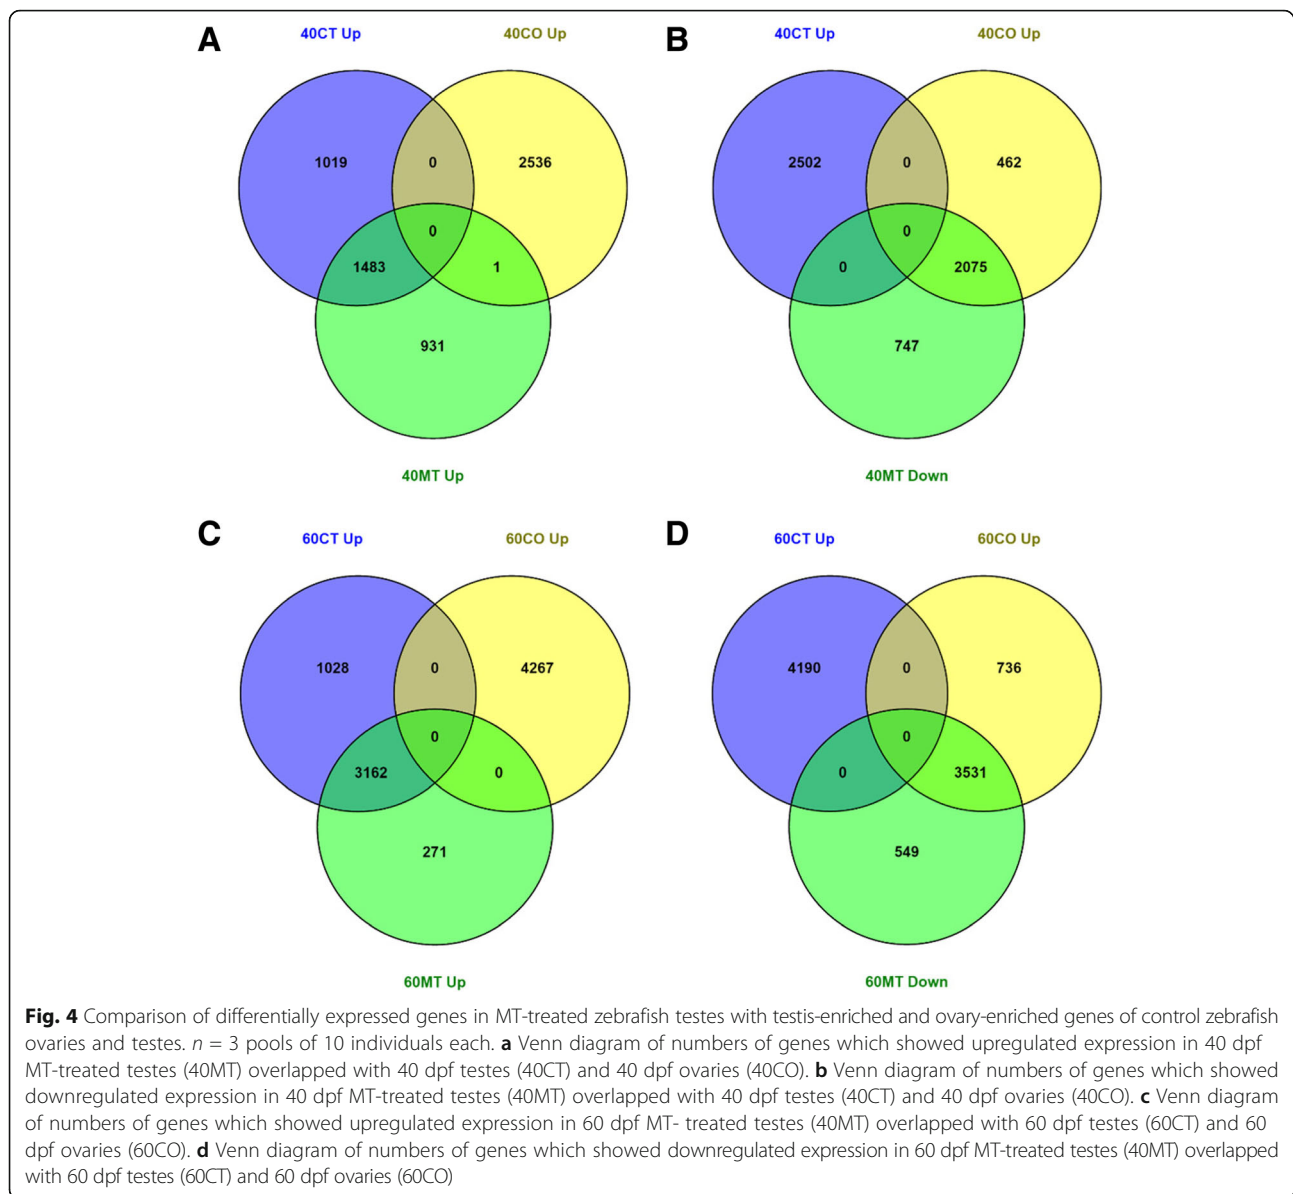 A
40CT Up
40CO Up
1019
0
2536
0
1483
1
931
40MT Up
B
40CT Up
40CO Up
2502
0
462
0
0
2075
747
40MT Down
C
60CT Up
60CO Up
1028
0
4267
0
3162
0
271
60MT Up
D
60CT Up
60CO Up
4190
0
736
0
0
3531
549
60MT Down
Fig. 4 Comparison of differentially expressed genes in MT-treated zebrafish testes with testis-enriched and ovary-enriched genes of control zebrafish
ovaries and testes. n = 3 pools of 10 individuals each. a Venn diagram of numbers of genes which showed upregulated expression in 40 dpf
MT-treated testes (40MT) overlapped with 40 dpf testes (40CT) and 40 dpf ovaries (40CO). b Venn diagram of numbers of genes which showed
downregulated expression in 40 dpf MT-treated testes (40MT) overlapped with 40 dpf testes (40CT) and 40 dpf ovaries (40CO). c Venn diagram
of numbers of genes which showed upregulated expression in 60 dpf MT- treated testes (40MT) overlapped with 60 dpf testes (60CT) and 60
dpf ovaries (60CO). d Venn diagram of numbers of genes which showed downregulated expression in 60 dpf MT-treated testes (40MT) overlapped
with 60 dpf testes (60CT) and 60 dpf ovaries (60CO)